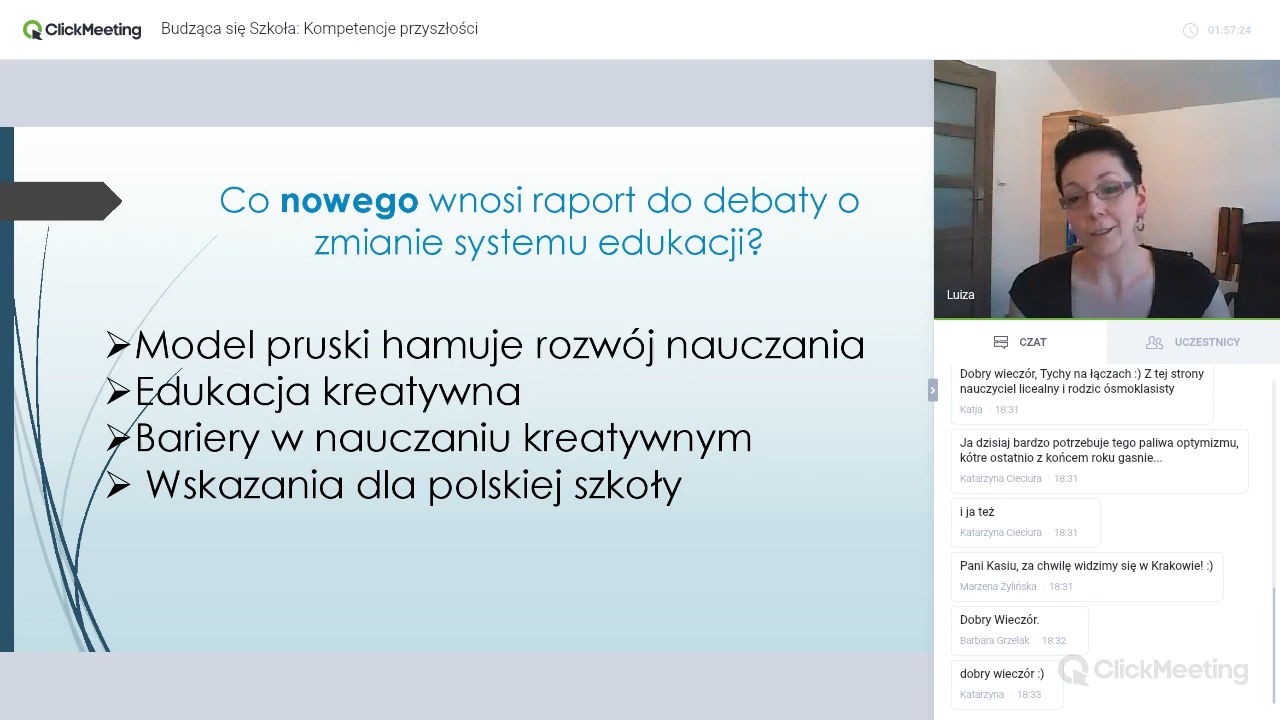 ClickMeeting
Budząca się Szkoła: Kompetencje przyszłości
01:57:24
Co nowego wnosi raport do debaty o
zmianie systemu edukacji?
Model pruski hamuje rozwój nauczania
Edukacja kreatywna
Bariery w nauczaniu kreatywnym
Wskazania dla polskiej szkoły
Luiza
CZAT
UCZESTNICY
Dobry wieczór, Tychy na łączach :) Z tej strony
nauczyciel licealny i rodzic ósmoklasisty
Katja 18:31
Ja dzisiaj bardzo potrzebuje tego paliwa optymizmu,
kótre ostatnio z końcem roku gasnie...
Katarzyna Cieciura 18:31
i ja też
Katarzyna Cieciura 18:31
Pani Kasiu, za chwilę widzimy się w Krakowie! :)
Marzena Żylińska 18:31
Dobry Wieczór.
Barbara Grzelak 18:32
dobry wieczór :)
Katarzyna 18:33
ClickMeeting